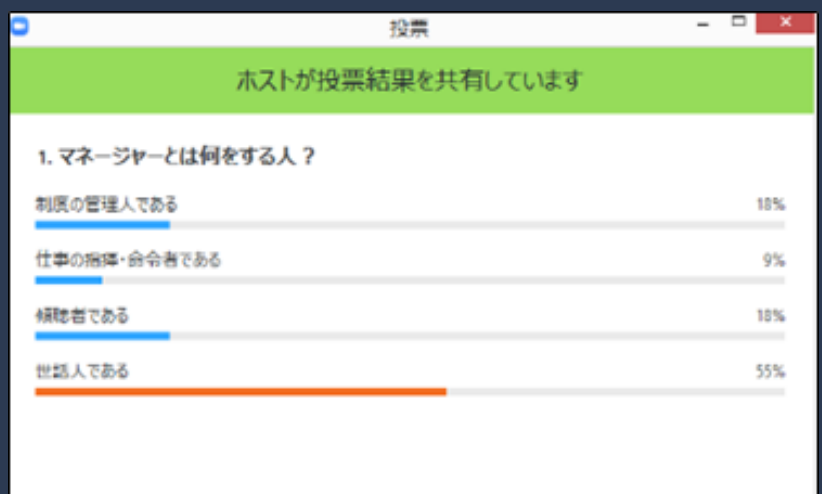 投票
ホストが投票結果を共有しています
1. マネージャーとは何をする人？
制度の管理人である 18%
仕事の指揮・命令者である 9%
傾聴者である 18%
世話人である 55%